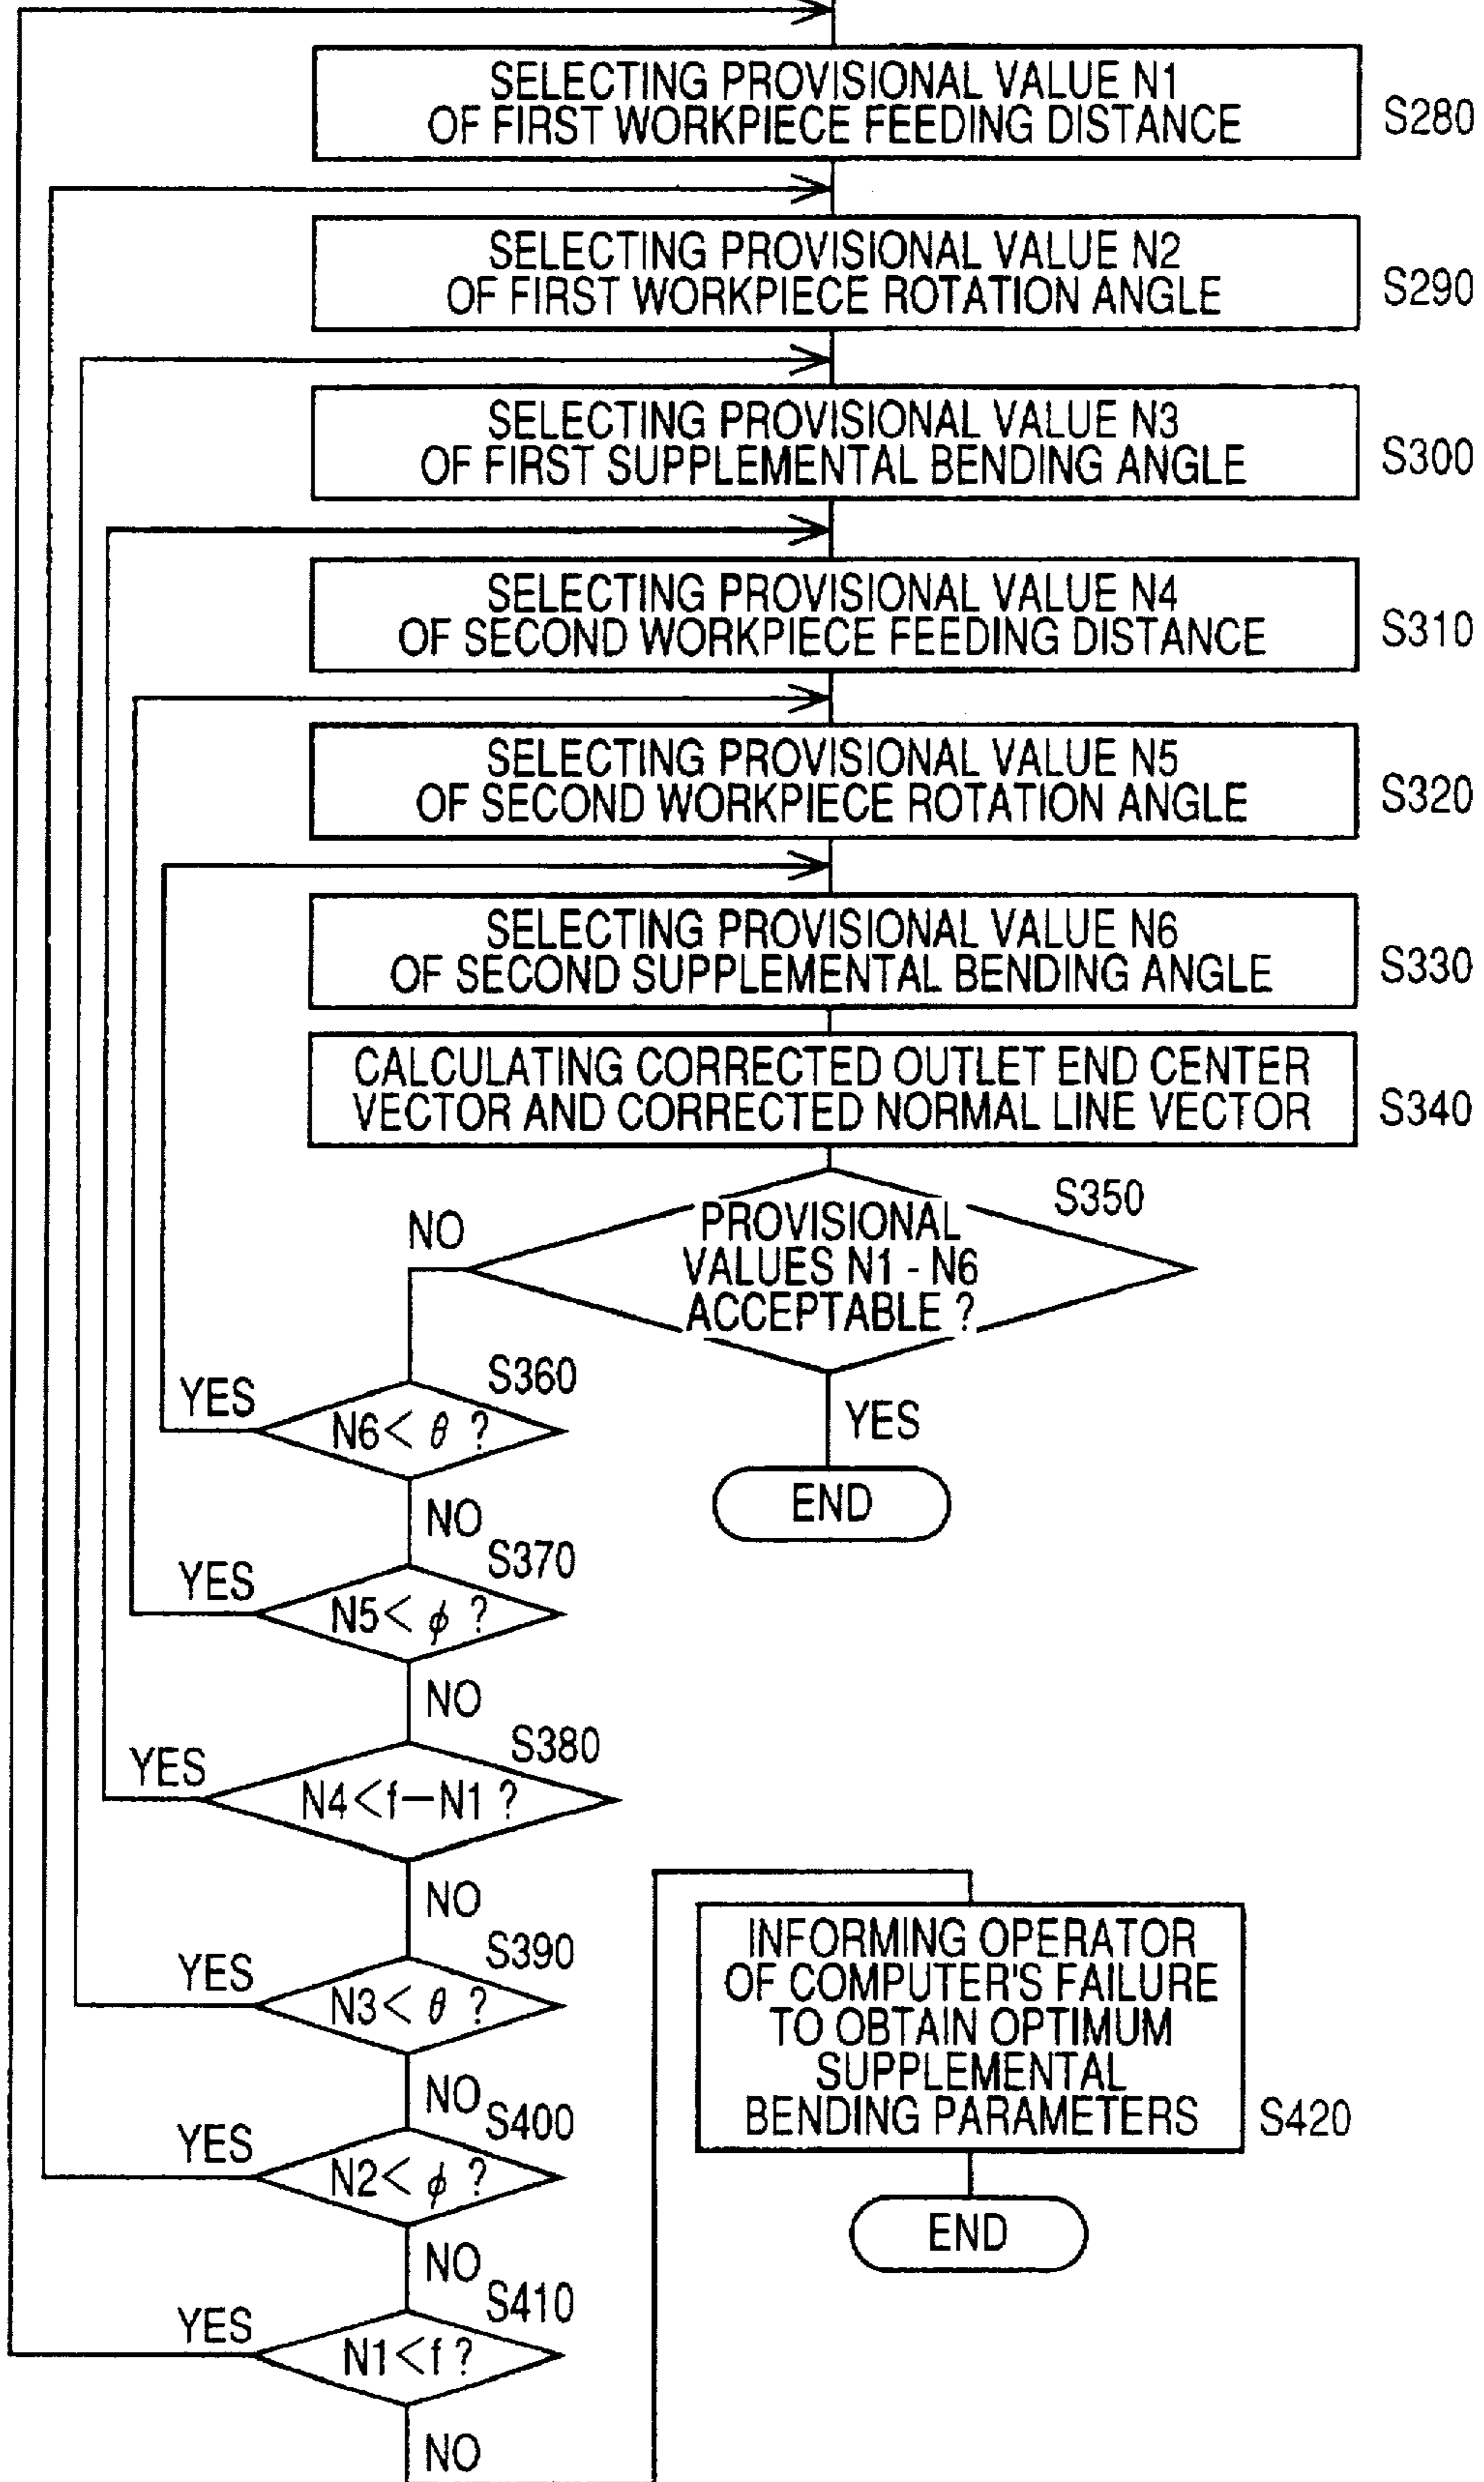 SELECTING PROVISIONAL VALUE N1
OF FIRST WORKPIECE FEEDING DISTANCE
S280
SELECTING PROVISIONAL VALUE N2
OF FIRST WORKPIECE ROTATION ANGLE
S290
SELECTING PROVISIONAL VALUE N3
OF FIRST SUPPLEMENTAL BENDING ANGLE
S300
SELECTING PROVISIONAL VALUE N4
OF SECOND WORKPIECE FEEDING DISTANCE
S310
SELECTING PROVISIONAL VALUE N5
OF SECOND WORKPIECE ROTATION ANGLE
S320
SELECTING PROVISIONAL VALUE N6
OF SECOND SUPPLEMENTAL BENDING ANGLE
S330
CALCULATING CORRECTED OUTLET END CENTER
VECTOR AND CORRECTED NORMAL LINE VECTOR
S340
S350
NO
PROVISIONAL
VALUES N1 - N6
ACCEPTABLE ?
YES
END
S360
YES
N6< θ ?
NO
S370
YES
N5< φ ?
NO
S380
YES
N4<f−N1 ?
NO
S390
YES
N3< θ ?
NO
S400
YES
N2< φ ?
NO
S410
YES
N1<f ?
NO
INFORMING OPERATOR
OF COMPUTER'S FAILURE
TO OBTAIN OPTIMUM
SUPPLEMENTAL
BENDING PARAMETERS
S420
END